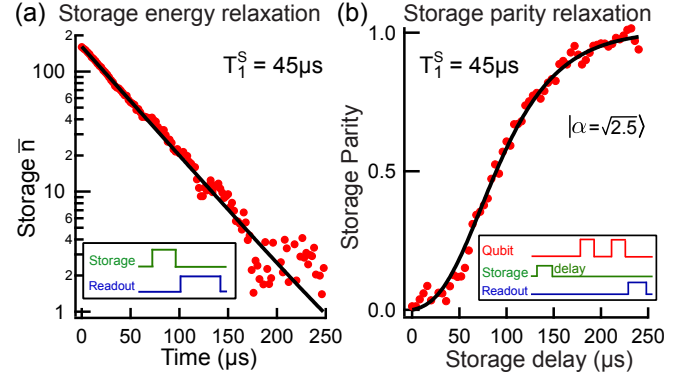 (a) Storage energy relaxation
2
T₁ˢ = 45μs
100
6
4
2
10
6
4
2
1
Storage n̅
Storage
Readout
0 50 100 150 200 250
Time (μs)
(b) Storage parity relaxation
T₁ˢ = 45μs
1.0
0.5
0.0
Storage Parity
|α=√2.5⟩
Qubit
Storage delay
Readout
0 50 100 150 200 250
Storage delay (μs)